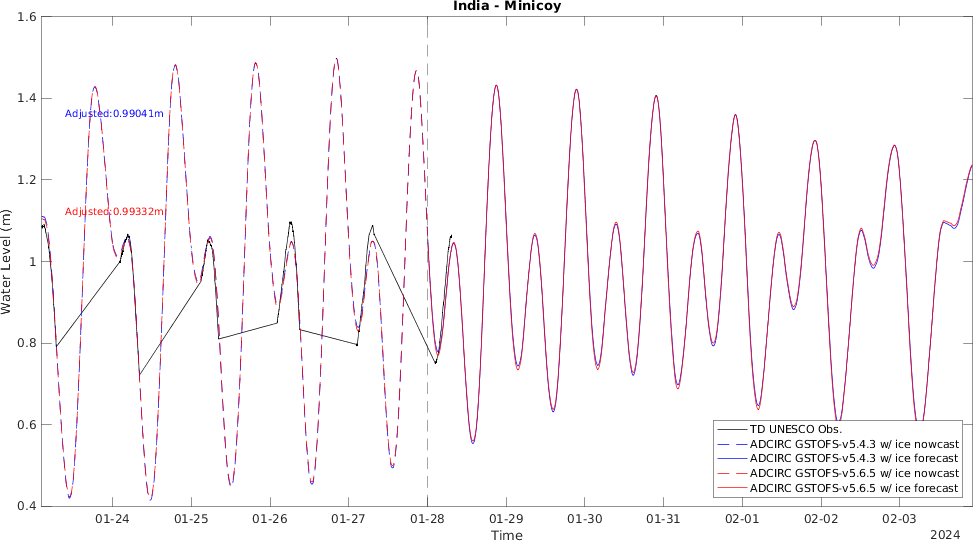 India - Minicoy
1.6
1.4
1.2
1
0.8
0.6
0.4
Water Level (m)
Adjusted:0.99041m
Adjusted:0.99332m
TD UNESCO Obs.
ADCIRC GSTOFS-v5.4.3 w/ ice nowcast
ADCIRC GSTOFS-v5.4.3 w/ ice forecast
ADCIRC GSTOFS-v5.6.5 w/ ice nowcast
ADCIRC GSTOFS-v5.6.5 w/ ice forecast
01-24 01-25 01-26 01-27 01-28 01-29 01-30 01-31 02-01 02-02 02-03
Time
2024